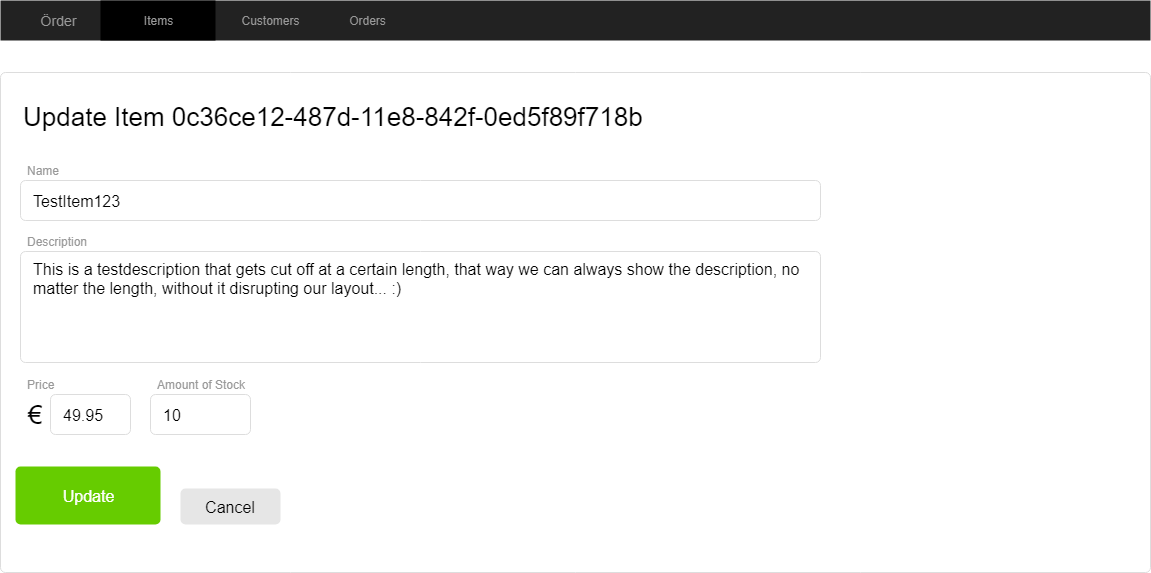 Örder Items Customers Orders
Update Item 0c36ce12-487d-11e8-842f-0ed5f89f718b
Name
TestItem123
Description
This is a testdescription that gets cut off at a certain length, that way we can always show the description, no
matter the length, without it disrupting our layout... :)
Price Amount of Stock
€ 49.95 10
Update Cancel